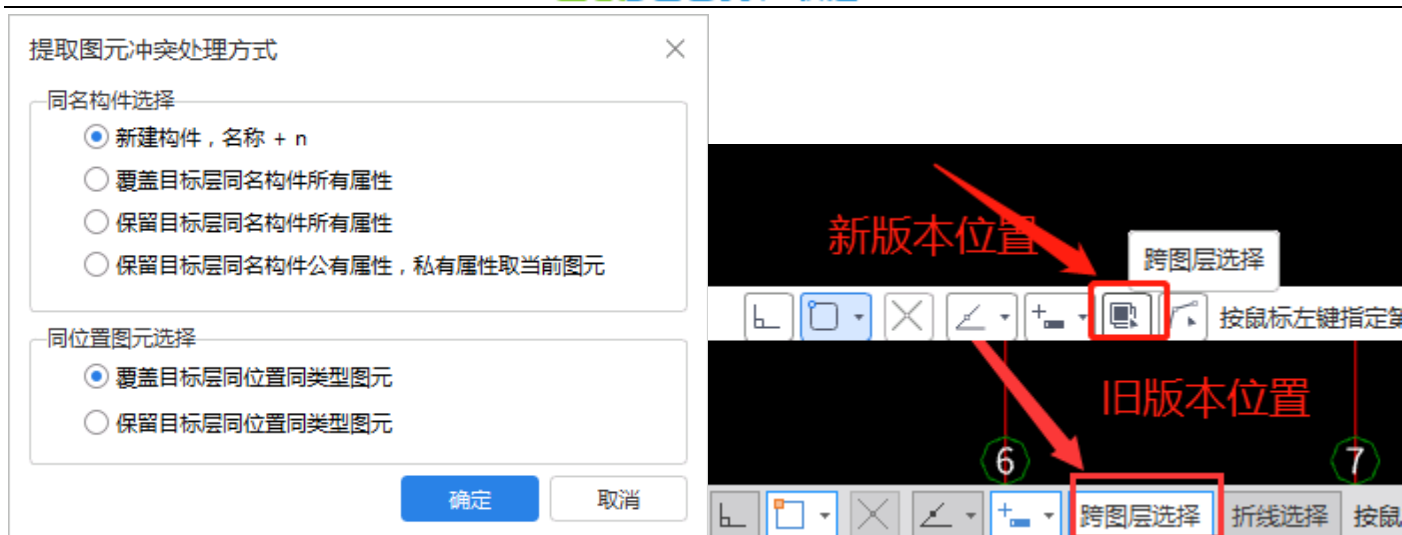 提取图元冲突处理方式
同名构件选择
新建构件，名称 + n
覆盖目标层同名构件所有属性
保留目标层同名构件所有属性
保留目标层同名构件公有属性，私有属性取当前图元
同位置图元选择
覆盖目标层同位置同类型图元
保留目标层同位置同类型图元
确定
取消
新版本位置
跨图层选择
按鼠标左键指定第
旧版本位置
6
7
跨图层选择
折线选择
按鼠